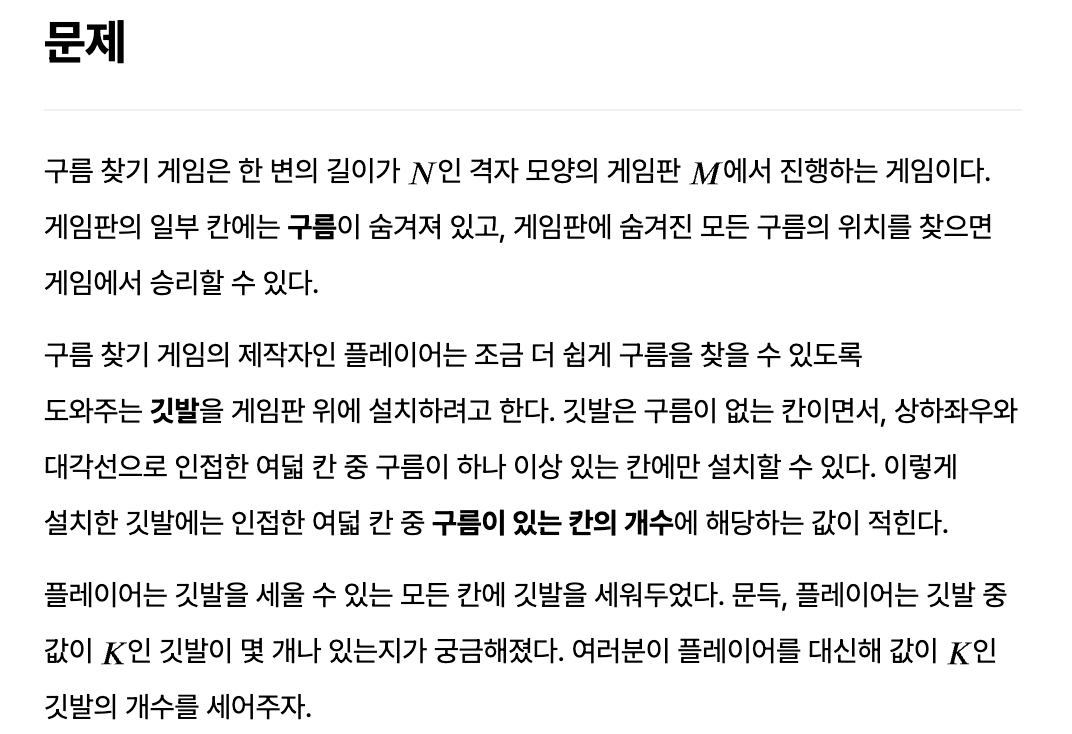 문제
구름 찾기 게임은 한 변의 길이가 N인 격자 모양의 게임판 M에서 진행하는 게임이다.
게임판의 일부 칸에는 구름이 숨겨져 있고, 게임판에 숨겨진 모든 구름의 위치를 찾으면
게임에서 승리할 수 있다.
구름 찾기 게임의 제작자인 플레이어는 조금 더 쉽게 구름을 찾을 수 있도록
도와주는 깃발을 게임판 위에 설치하려고 한다. 깃발은 구름이 없는 칸이면서, 상하좌우와
대각선으로 인접한 여덟 칸 중 구름이 하나 이상 있는 칸에만 설치할 수 있다. 이렇게
설치한 깃발에는 인접한 여덟 칸 중 구름이 있는 칸의 개수에 해당하는 값이 적힌다.
플레이어는 깃발을 세울 수 있는 모든 칸에 깃발을 세워두었다. 문득, 플레이어는 깃발 중
값이 K인 깃발이 몇 개나 있는지가 궁금해졌다. 여러분이 플레이어를 대신해 값이 K인
깃발의 개수를 세어주자.